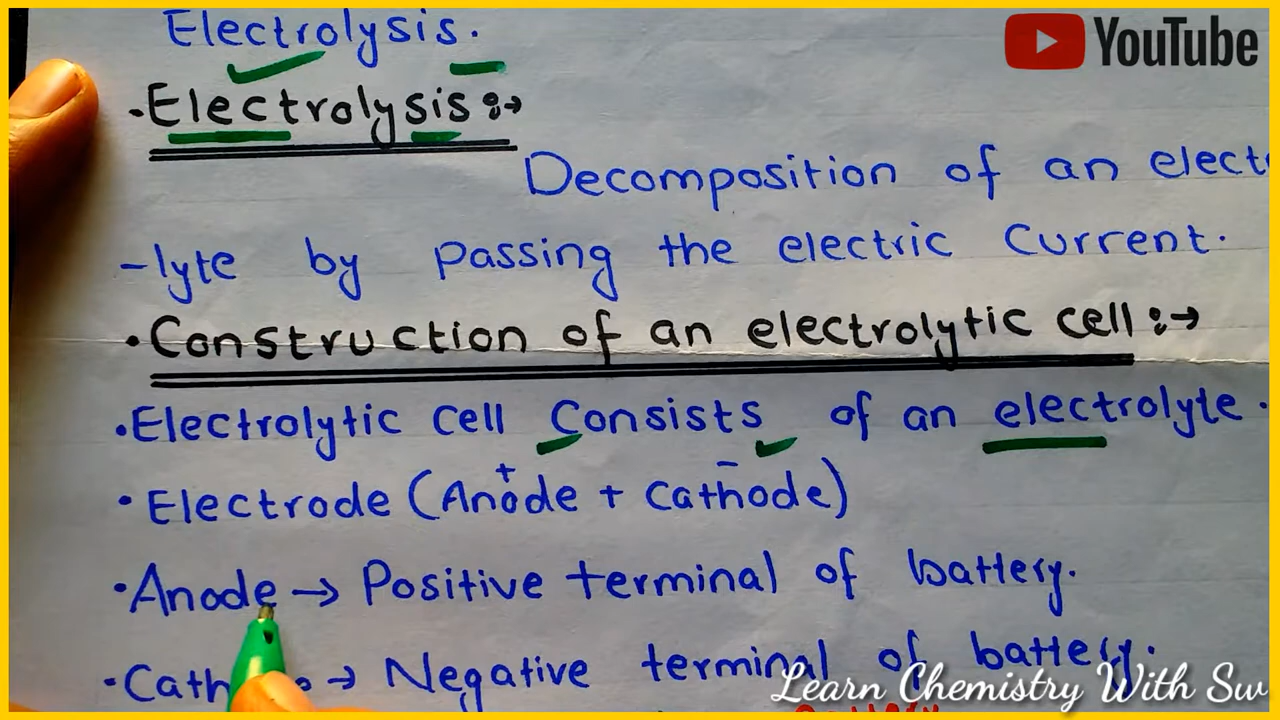 Electrolysis.
YouTube
• Electrolysis :→
Decomposition of an elect
-lyte by passing the electric current.
• Construction of an electrolytic cell :→
• Electrolytic cell consists of an electrolyte.
• Electrode (Anode + Cathode)
+ −
• Anode → Positive terminal of battery.
• Cath → Negative terminal of battery.
Learn Chemistry With Sw